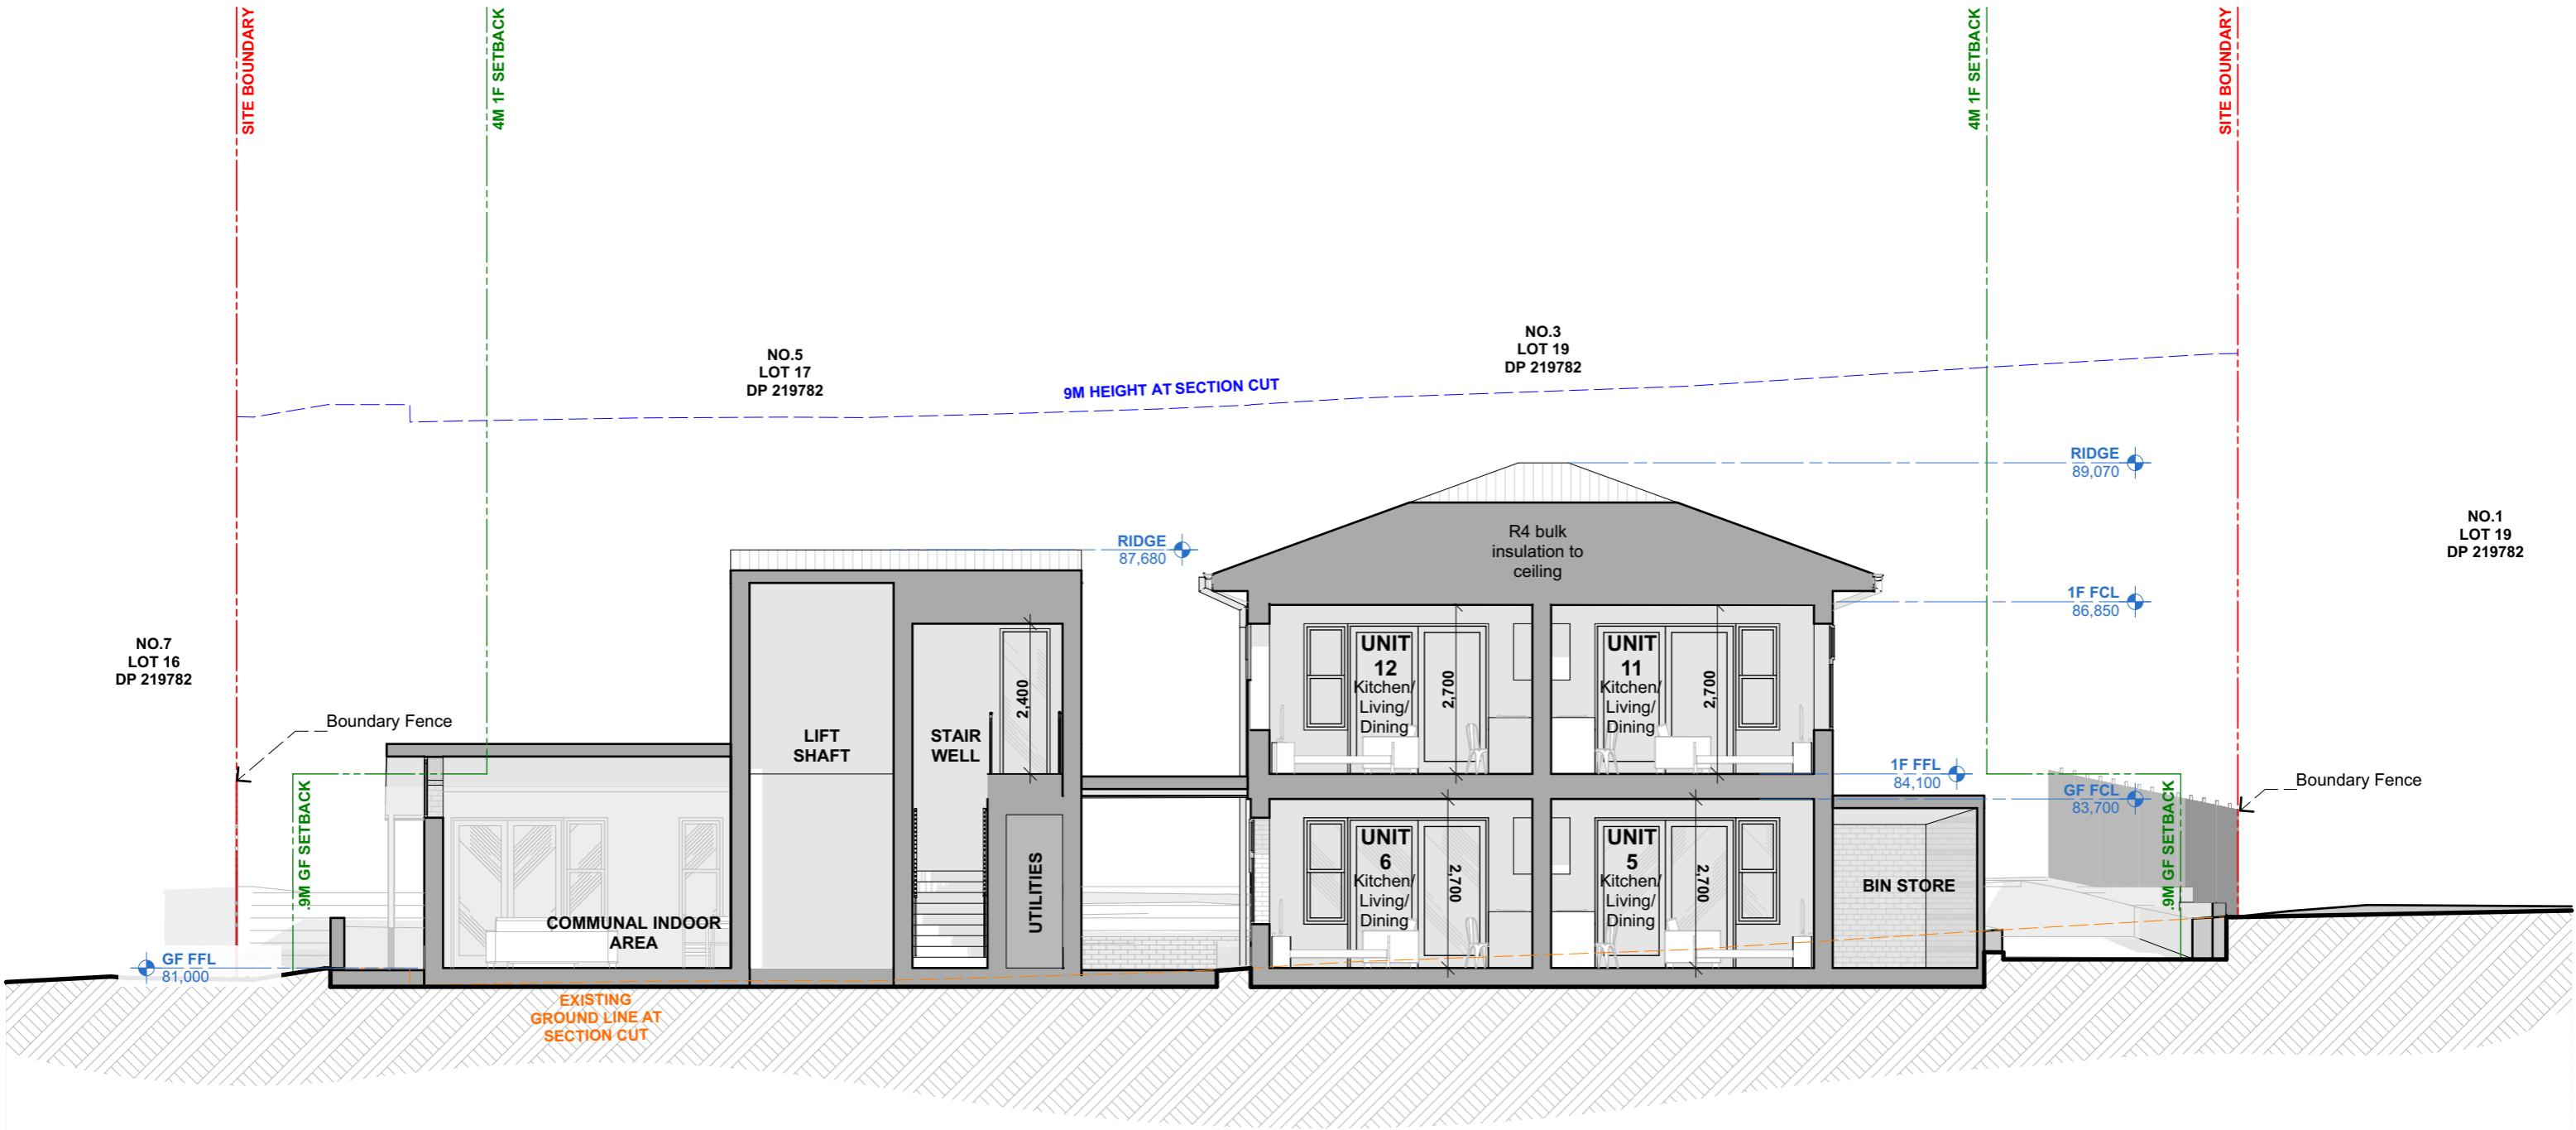 SITE BOUNDARY
4M 1F SETBACK
4M 1F SETBACK
SITE BOUNDARY
NO.5
LOT 17
DP 219782
NO.3
LOT 19
DP 219782
9M HEIGHT AT SECTION CUT
RIDGE
89,070
NO.1
LOT 19
DP 219782
R4 bulk
insulation to
ceiling
RIDGE
87,680
1F FCL
86,850
NO.7
LOT 16
DP 219782
Boundary Fence
LIFT
SHAFT
STAIR
WELL
2,400
UNIT
12
Kitchen/
Living/
Dining
2,700
UNIT
11
Kitchen/
Living/
Dining
2,700
1F FFL
84,100
GF FCL
83,700
Boundary Fence
.9M GF SETBACK
COMMUNAL INDOOR
AREA
UTILITIES
UNIT
6
Kitchen/
Living/
Dining
2,700
UNIT
5
Kitchen/
Living/
Dining
2,700
BIN STORE
.9M GF SETBACK
GF FFL
81,000
EXISTING
GROUND LINE AT
SECTION CUT